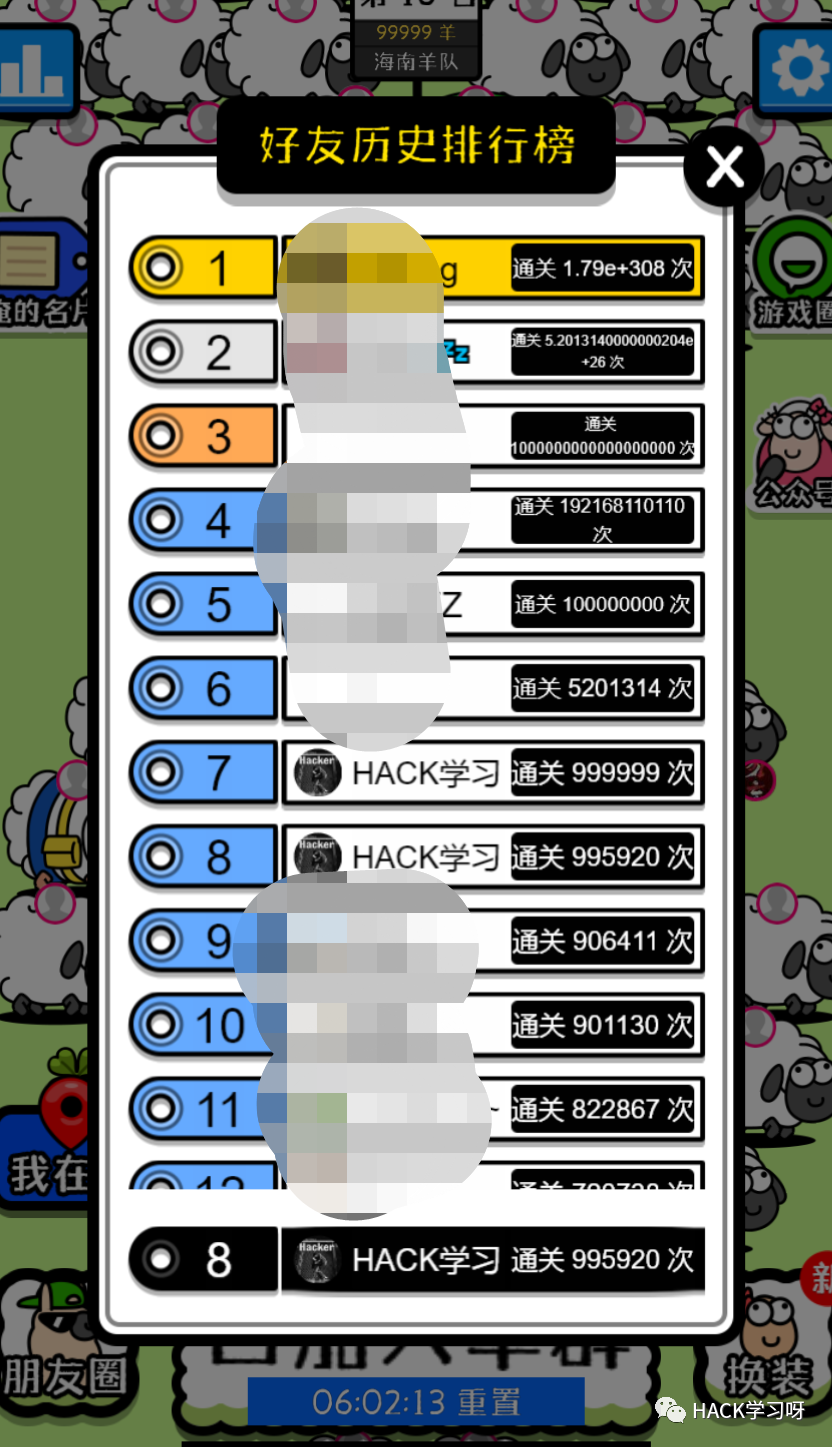 99999 羊
海南羊队
好友历史排行榜
X
1 g 通关 1.79e+308 次
2 通关 5.2013140000000204e
+26 次
3 通关
1000000000000000000 次
4 通关 192168110110
次
5 Z 通关 100000000 次
6 通关 5201314 次
7 Hacker HACK学习 通关 999999 次
8 Hacker HACK学习 通关 995920 次
9 通关 906411 次
10 通关 901130 次
11 ~ 通关 822867 次
12
8 Hacker HACK学习 通关 995920 次
俺的名片
游戏圈
公众号
我在
新
朋友圈
换装
06:02:13 重置
HACK学习呀